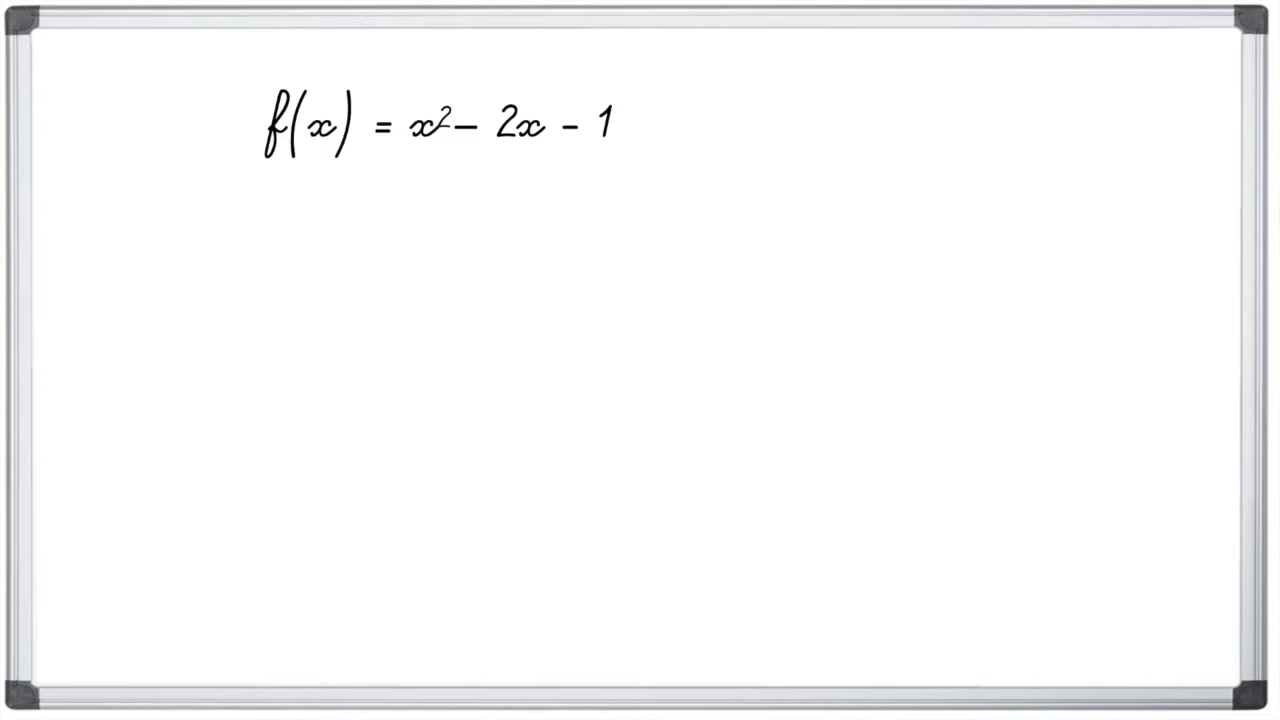 f(x) = x² – 2x - 1